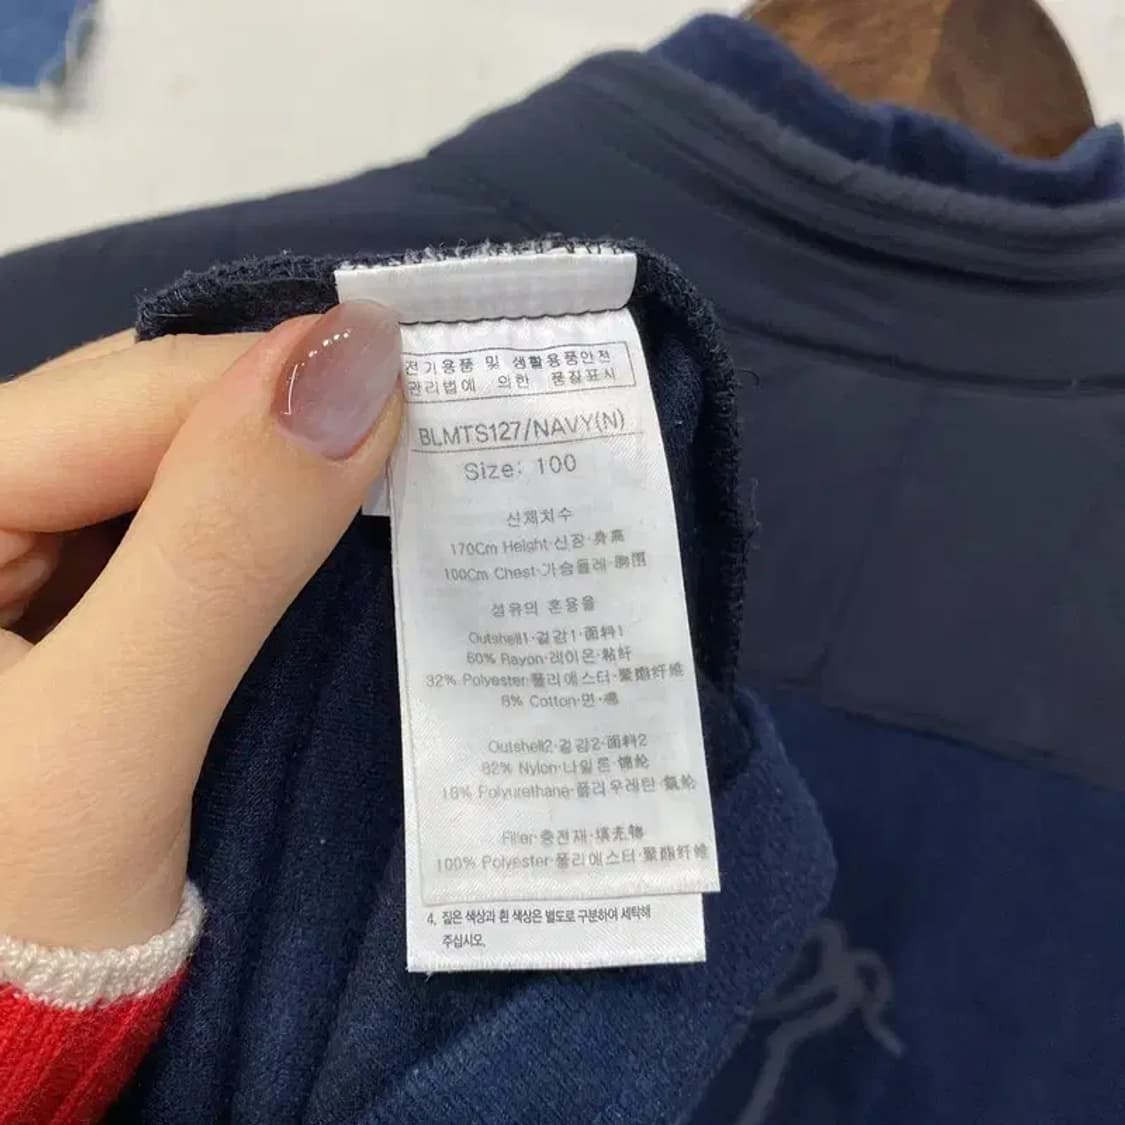 전기용품 및 생활용품안전
관리법에 의한 품질표시
BLMTS127/NAVY(N)
Size: 100
신체치수
170Cm Height·신장·身高
100Cm Chest·가슴둘레·胸围
섬유의 혼용율
Outshell1·겉감1·面料1
60% Rayon·레이온·粘纤
32% Polyester·폴리에스터·聚酯纤维
8% Cotton·면·棉
Outshell2·겉감2·面料2
82% Nylon·나일론·锦纶
18% Polyurethane·폴리우레탄·氨纶
Filler·충전재·填充物
100% Polyester·폴리에스터·聚酯纤维
4. 짙은 색상과 흰 색상은 별도로 구분하여 세탁해
주십시오.